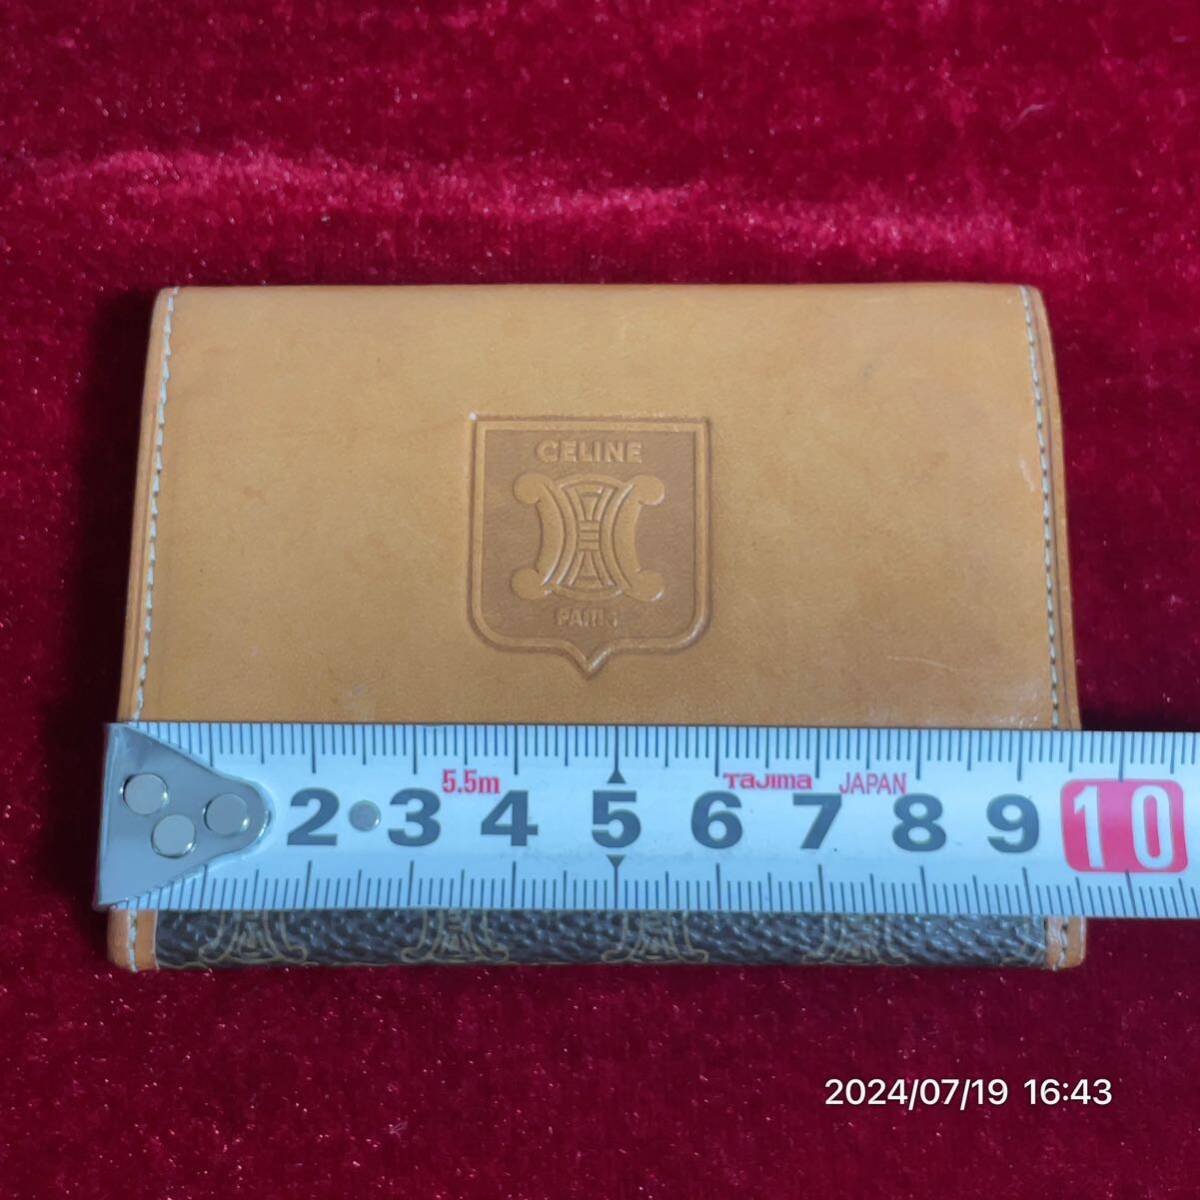 CELINE
PARIS
5.5m TaJima JAPAN
2 3 4 5 6 7 8 9 10
2024/07/19 16:43